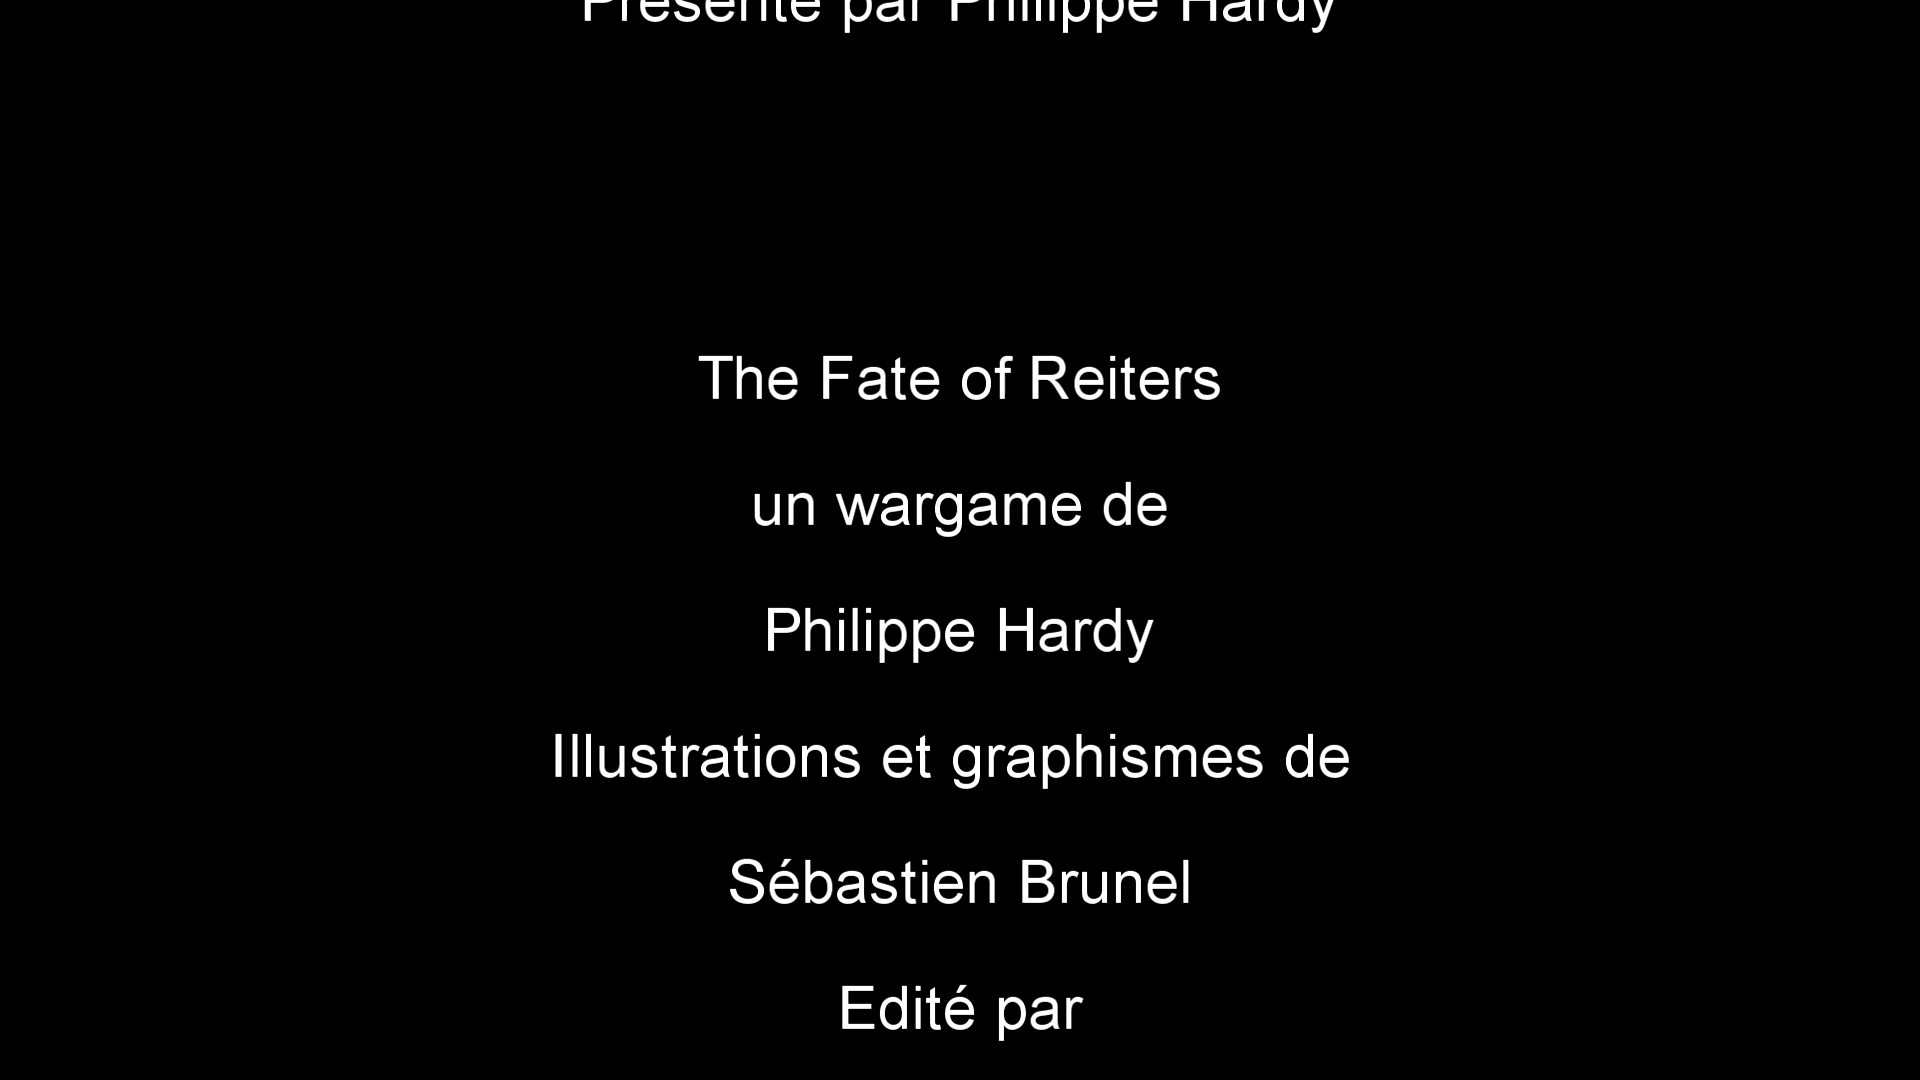 Présenté par Philippe Hardy
The Fate of Reiters
un wargame de
Philippe Hardy
Illustrations et graphismes de
Sébastien Brunel
Edité par